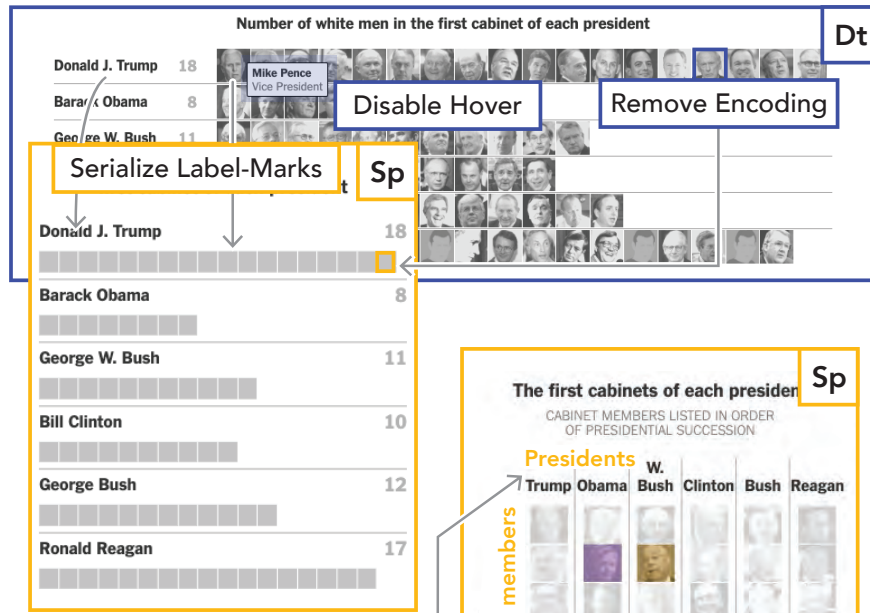 Number of white men in the first cabinet of each president
Dt
Donald J. Trump 18
Mike Pence
Vice President
Barack Obama 8
Disable Hover
Remove Encoding
George W. Bush 11
Serialize Label-Marks
Sp
Donald J. Trump 18
Barack Obama 8
George W. Bush 11
Bill Clinton 10
George Bush 12
Ronald Reagan 17
Sp
The first cabinets of each presiden
CABINET MEMBERS LISTED IN ORDER
OF PRESIDENTIAL SUCCESSION
Presidents
W.
Trump Obama Bush Clinton Bush Reagan
members